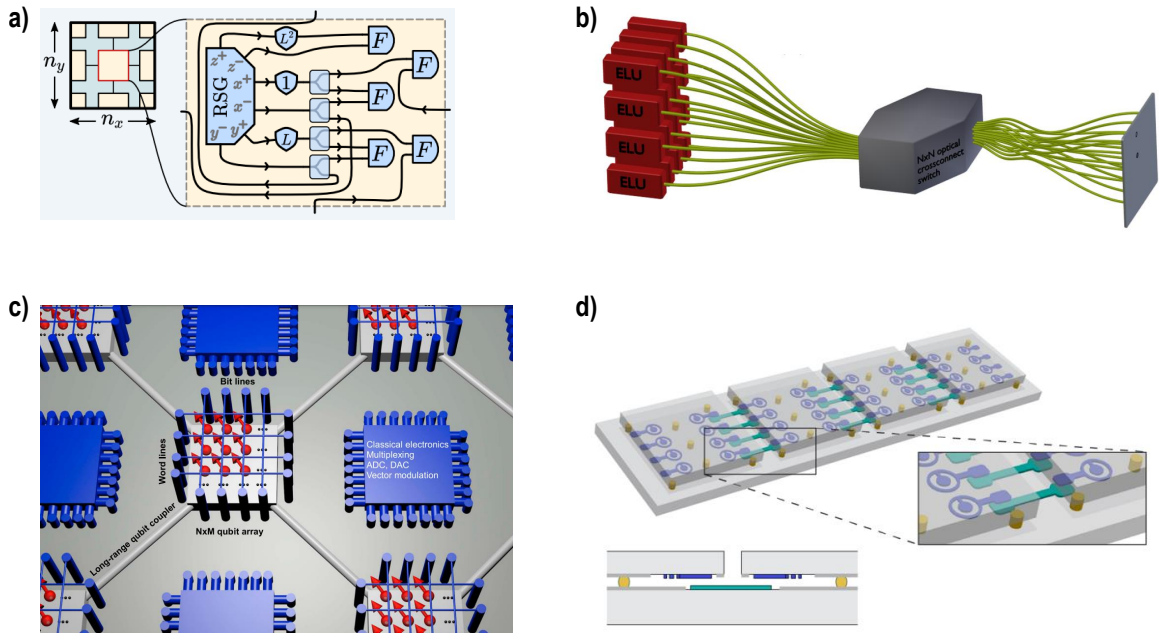 a)
n_y
n_x
RSG
z^+
z^-
x^+
x^-
y^-
y^+
L^2
1
L
F
F
F
F
F
b)
ELU
ELU
ELU
ELU
NxN optical
crossconnect
switch
c)
Bit lines
Word lines
Classical electronics
Multiplexing
ADC, DAC
Vector modulation
NxM qubit array
Long-range qubit coupler
d)